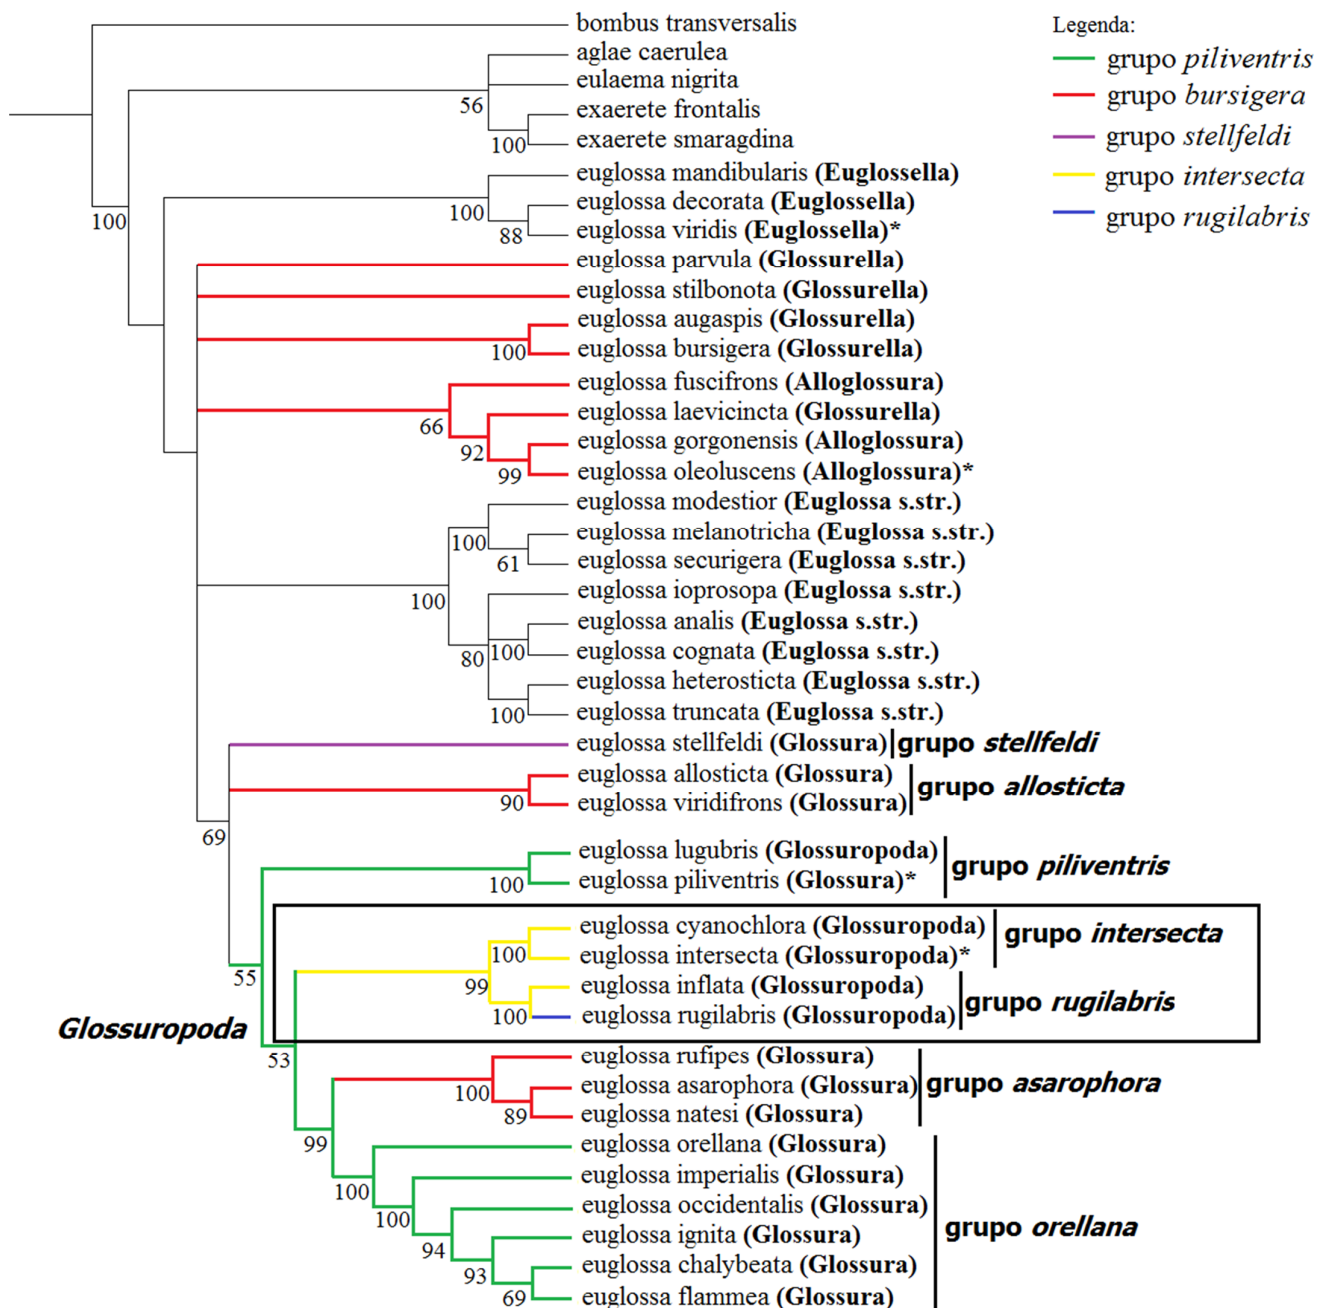 bombus transversalis
aglae caerulea
eulaema nigrita
56
exaerete frontalis
100
exaerete smaragdina
Legenda:
grupo piliventris
grupo bursigera
grupo stellfeldi
grupo intersecta
grupo rugilabris
100
euglossa mandibularis (Euglossella)
100
euglossa decorata (Euglossella)
88
euglossa viridis (Euglossella)*
euglossa parvula (Glossurella)
euglossa stilbonota (Glossurella)
euglossa augaspis (Glossurella)
100
euglossa bursigera (Glossurella)
euglossa fuscifrons (Alloglossura)
66
euglossa laevicincta (Glossurella)
92
euglossa gorgonensis (Alloglossura)
99
euglossa oleoluscens (Alloglossura)*
euglossa modestior (Euglossa s.str.)
100
euglossa melanotricha (Euglossa s.str.)
61
euglossa securigera (Euglossa s.str.)
100
euglossa ioprosopa (Euglossa s.str.)
euglossa analis (Euglossa s.str.)
80
100
euglossa cognata (Euglossa s.str.)
euglossa heterosticta (Euglossa s.str.)
100
euglossa truncata (Euglossa s.str.)
euglossa stellfeldi (Glossura)
grupo stellfeldi
euglossa allosticta (Glossura)
90
euglossa viridifrons (Glossura)
grupo allosticta
69
euglossa lugubris (Glossuropoda)
100
euglossa piliventris (Glossura)*
grupo piliventris
euglossa cyanochlora (Glossuropoda)
100
euglossa intersecta (Glossuropoda)*
grupo intersecta
55
99
euglossa inflata (Glossuropoda)
100
euglossa rugilabris (Glossuropoda)
grupo rugilabris
Glossuropoda
53
euglossa rufipes (Glossura)
100
euglossa asarophora (Glossura)
89
euglossa natesi (Glossura)
grupo asarophora
99
euglossa orellana (Glossura)
100
euglossa imperialis (Glossura)
100
euglossa occidentalis (Glossura)
94
euglossa ignita (Glossura)
93
euglossa chalybeata (Glossura)
69
euglossa flammea (Glossura)
grupo orellana